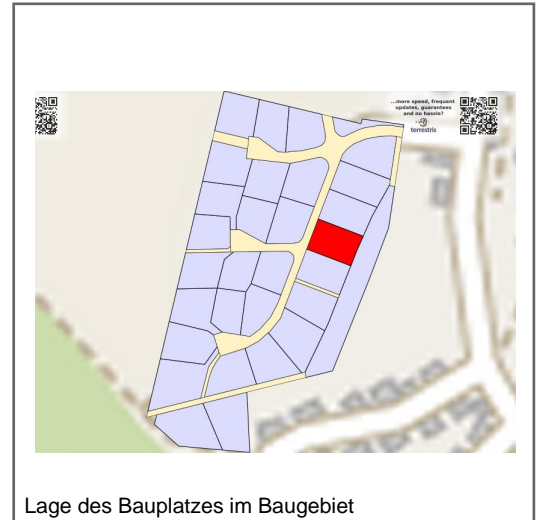 ...more speed, frequent
updates, guarantees
and no hassle?
terrestris
Lage des Bauplatzes im Baugebiet